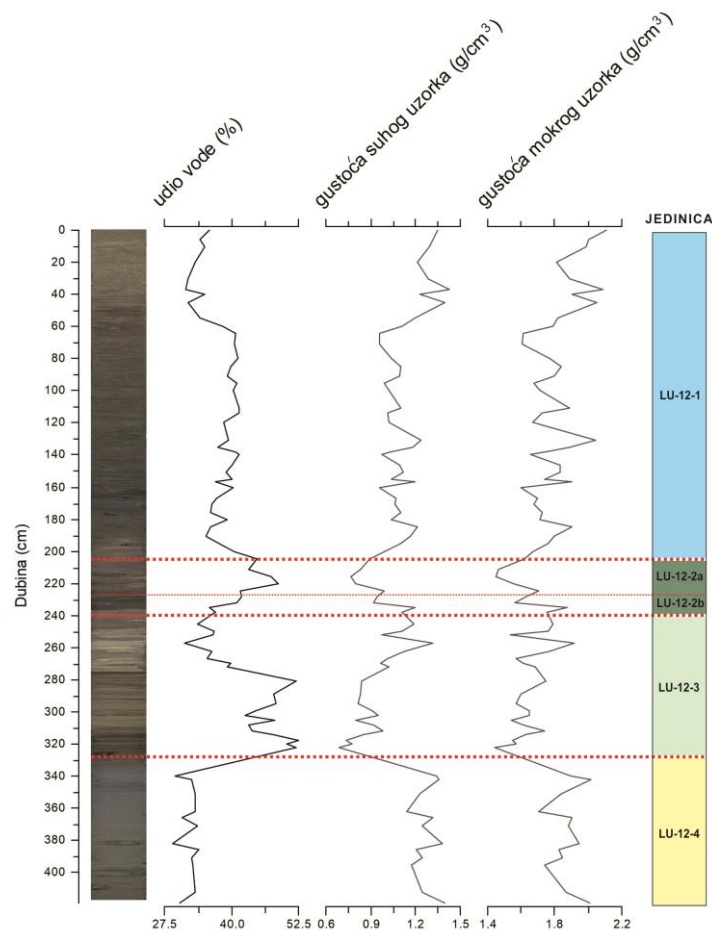 udio vode (%)
gustoća suhog uzorka (g/cm³)
gustoća mokrog uzorka (g/cm³)
JEDINICA
Dubina (cm)
0
20
40
60
80
100
120
140
160
180
200
220
240
260
280
300
320
340
360
380
400
LU-12-1
LU-12-2a
LU-12-2b
LU-12-3
LU-12-4
27.5 40.0 52.5
0.6 0.9 1.2 1.5
1.4 1.8 2.2